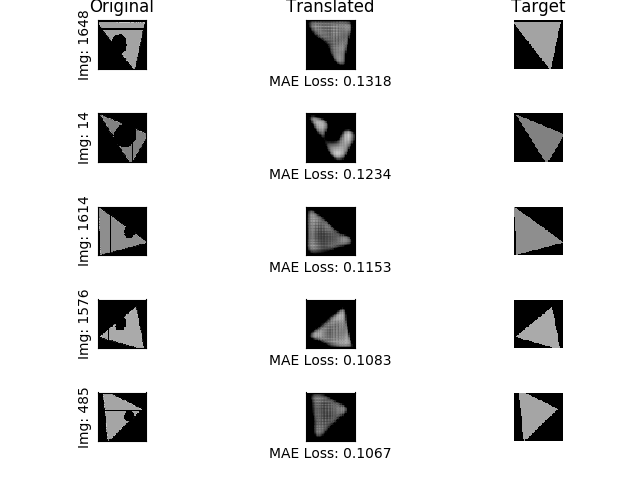 Original Translated Target
Img: 1648
MAE Loss: 0.1318
Img: 14
MAE Loss: 0.1234
Img: 1614
MAE Loss: 0.1153
Img: 1576
MAE Loss: 0.1083
Img: 485
MAE Loss: 0.1067